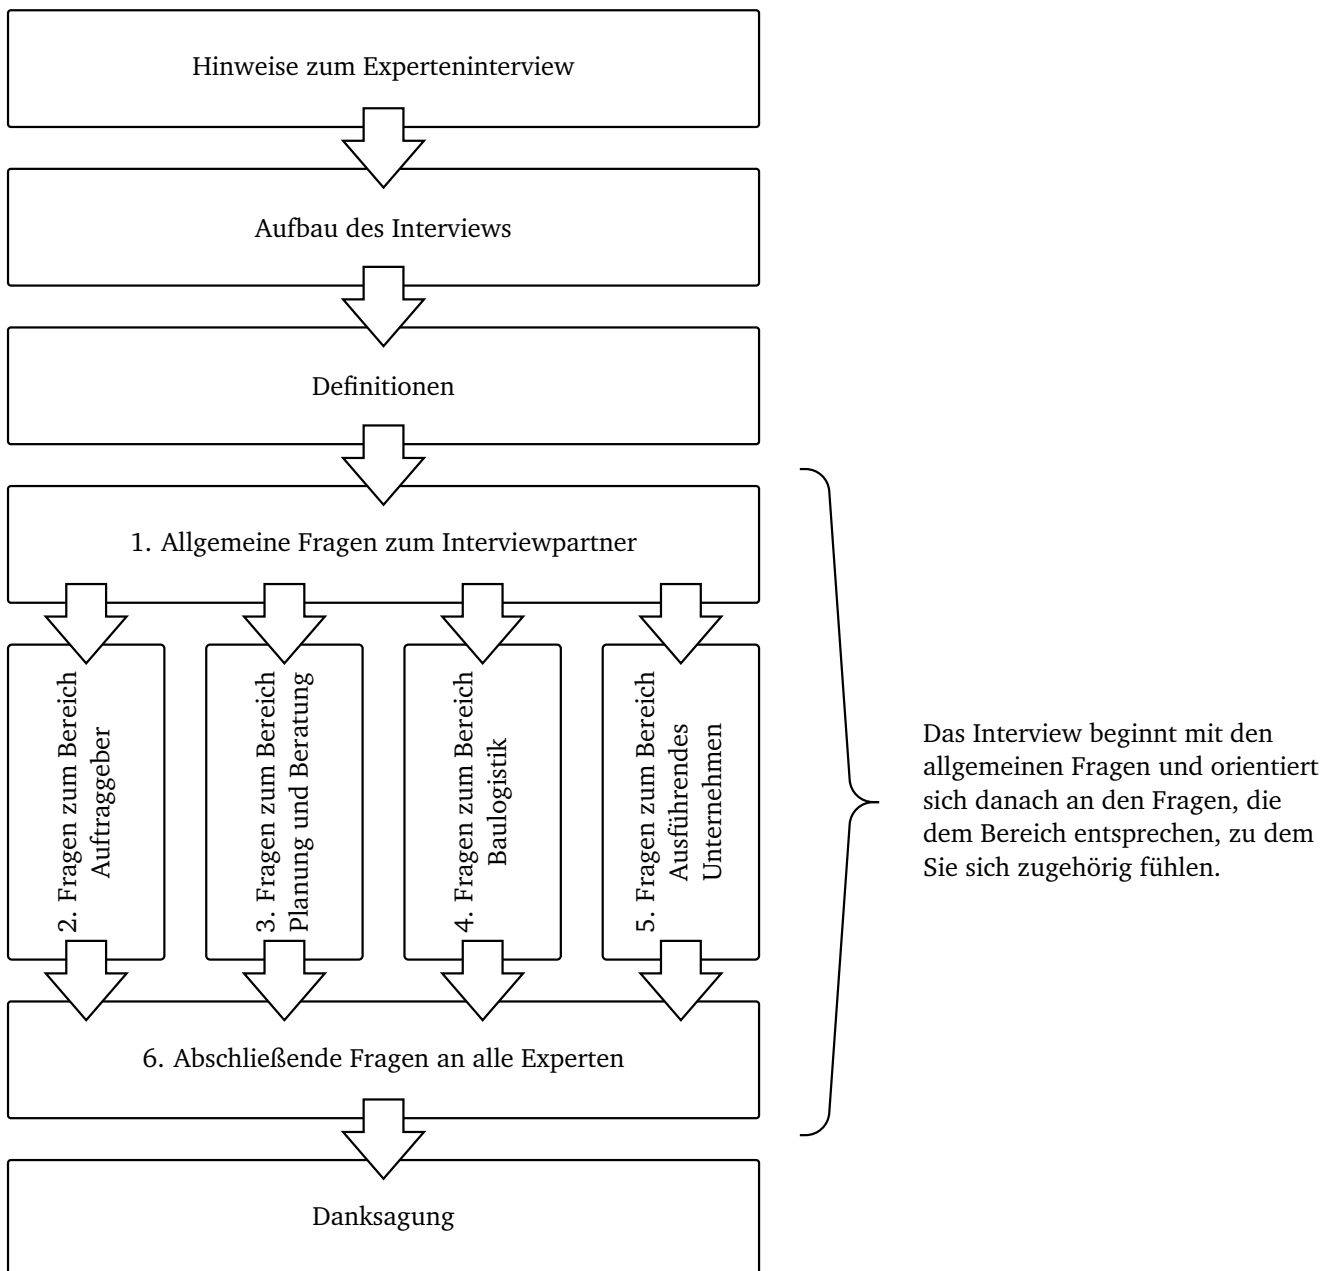 Hinweise zum Experteninterview
Aufbau des Interviews
Definitionen
1. Allgemeine Fragen zum Interviewpartner
2. Fragen zum Bereich
Auftraggeber
3. Fragen zum Bereich
Planung und Beratung
4. Fragen zum Bereich
Baulogistik
5. Fragen zum Bereich
Ausführendes
Unternehmen
Das Interview beginnt mit den
allgemeinen Fragen und orientiert
sich danach an den Fragen, die
dem Bereich entsprechen, zu dem
Sie sich zugehörig fühlen.
6. Abschließende Fragen an alle Experten
Danksagung